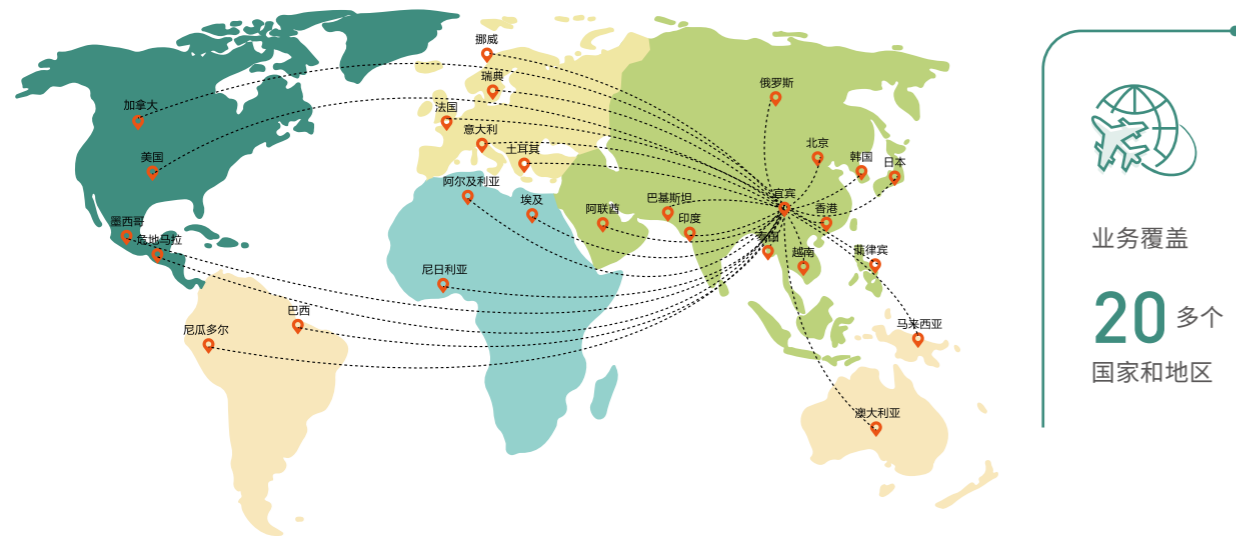 挪威
瑞典
俄罗斯
加拿大
法国
意大利
土耳其
北京
韩国
日本
美国
阿尔及利亚
埃及
阿联酋
巴基斯坦
宜宾
印度
香港
墨西哥
危地马拉
越南
菲律宾
尼日利亚
巴西
尼瓜多尔
马来西亚
澳大利亚
业务覆盖
20 多个
国家和地区